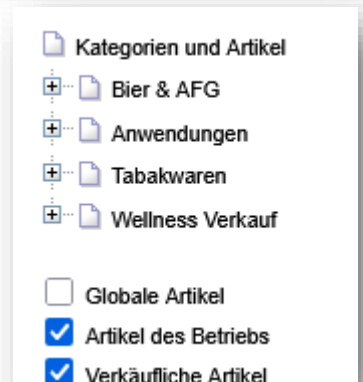 Kategorien und Artikel
Bier & AFG
Anwendungen
Tabakwaren
Wellness Verkauf
Globale Artikel
Artikel des Betriebs
Verkäufliche Artikel